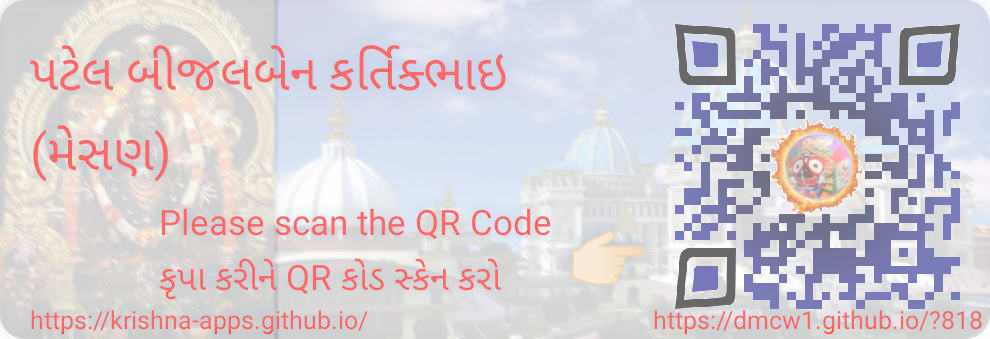 પટેલ બીજલબેન કર્તિક્ભાઇ
(મેસણ)
Please scan the QR Code
કૃપા કરીને QR કોડ સ્કેન કરો
https://krishna-apps.github.io/
https://dmcw1.github.io/?818